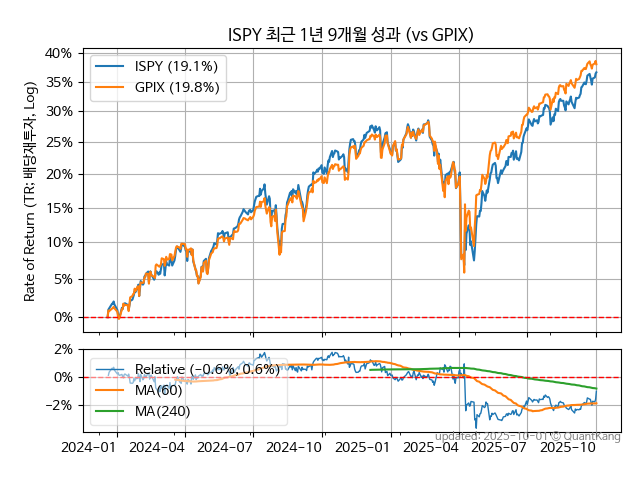 ISPY 최근 1년 9개월 성과 (vs GPIX)
Rate of Return (TR: 배당재투자, Log)
40%
35%
30%
25%
20%
15%
10%
5%
0%
ISPY (19.1%)
GPIX (19.8%)
2%
0%
−2%
Relative (−0.6%, 0.6%)
MA(60)
MA(240)
updated: 2025-10-01 © QuantKang
2024-01 2024-04 2024-07 2024-10 2025-01 2025-04 2025-07 2025-10